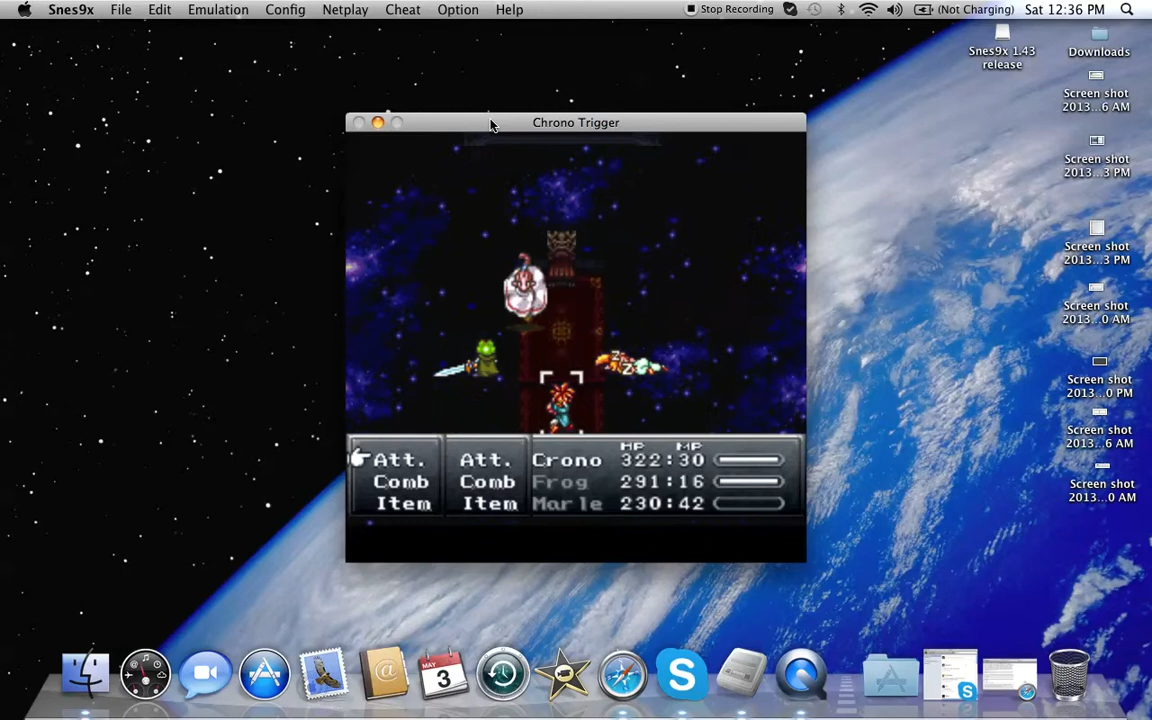 Snes9x File Edit Emulation Config Netplay Cheat Option Help Stop Recording (Not Charging) Sat 12:36 PM
Snes9x 1.43
release
Downloads
Screen shot
2013...6 AM
Screen shot
2013...3 PM
Screen shot
2013...3 PM
Screen shot
2013...0 AM
Screen shot
2013...0 PM
Screen shot
2013...6 AM
Screen shot
2013...0 AM
Chrono Trigger
Z
Z
HP MP
Att. Att. Crono 322:30
Comb Comb Frog 291:16
Item Item Marle 230:42
MAY
3